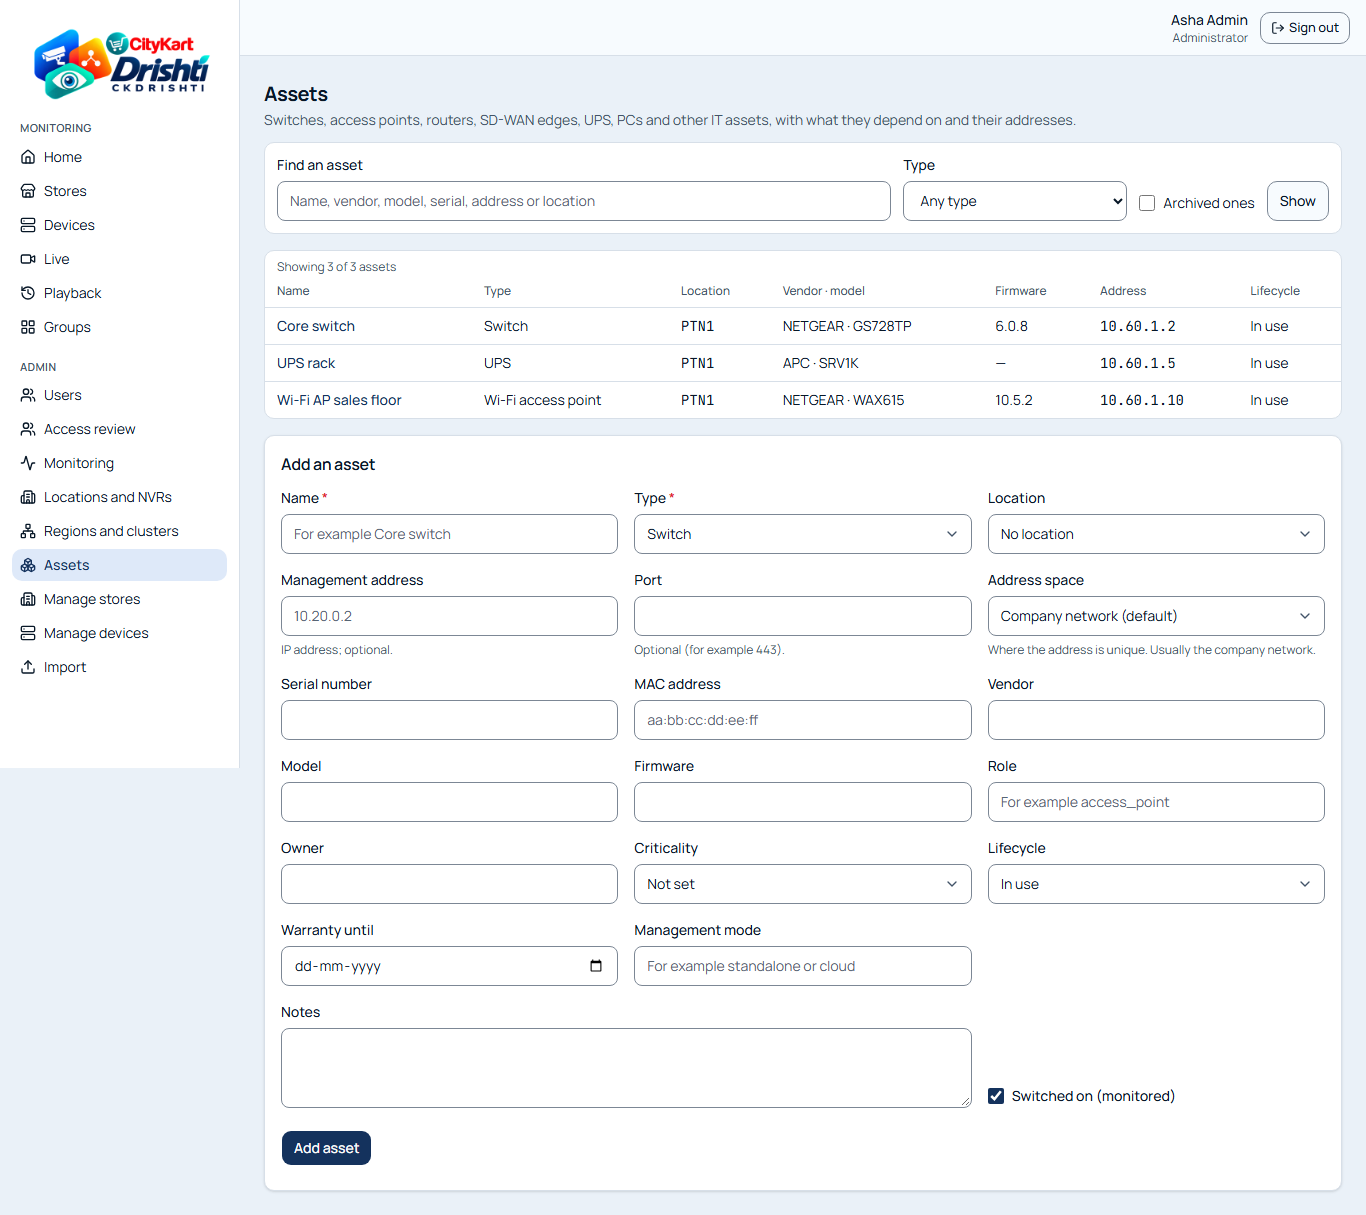 CityKart
Drishti
CKDRISHTI
Asha Admin
Administrator
Sign out
MONITORING
Home
Stores
Devices
Live
Playback
Groups
ADMIN
Users
Access review
Monitoring
Locations and NVRs
Regions and clusters
Assets
Manage stores
Manage devices
Import
Assets
Switches, access points, routers, SD-WAN edges, UPS, PCs and other IT assets, with what they depend on and their addresses.
Find an asset Type
Name, vendor, model, serial, address or location Any type Archived ones Show
Showing 3 of 3 assets
Name Type Location Vendor · model Firmware Address Lifecycle
Core switch Switch PTN1 NETGEAR · GS728TP 6.0.8 10.60.1.2 In use
UPS rack UPS PTN1 APC · SRV1K — 10.60.1.5 In use
Wi-Fi AP sales floor Wi-Fi access point PTN1 NETGEAR · WAX615 10.5.2 10.60.1.10 In use
Add an asset
Name * Type * Location
For example Core switch Switch No location
Management address Port Address space
10.20.0.2 Company network (default)
IP address; optional. Optional (for example 443). Where the address is unique. Usually the company network.
Serial number MAC address Vendor
aa:bb:cc:dd:ee:ff
Model Firmware Role
For example access_point
Owner Criticality Lifecycle
Not set In use
Warranty until Management mode
dd-mm-yyyy For example standalone or cloud
Notes
Switched on (monitored)
Add asset